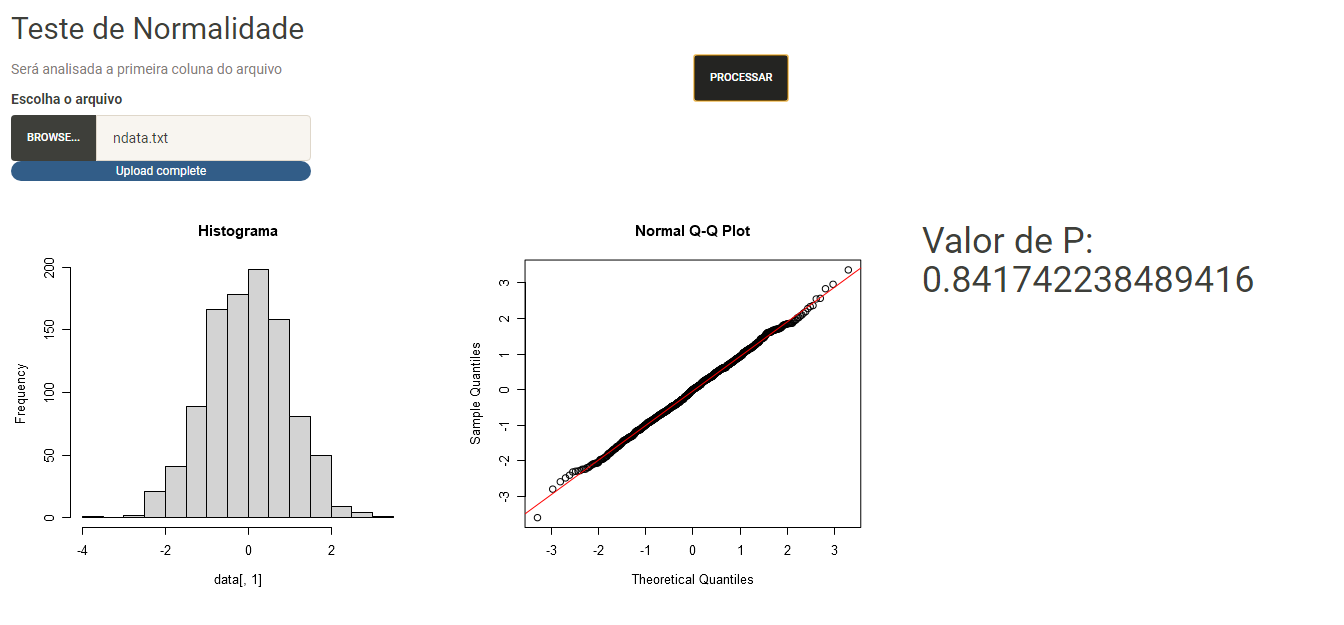 Teste de Normalidade
Será analisada a primeira coluna do arquivo
Escolha o arquivo
BROWSE...
ndata.txt
Upload complete
PROCESSAR
Histograma
Frequency
200
150
100
50
0
-4
-2
0
2
data[, 1]
Normal Q-Q Plot
Sample Quantiles
3
2
1
0
-1
-2
-3
-3
-2
-1
0
1
2
3
Theoretical Quantiles
Valor de P:
0.841742238489416